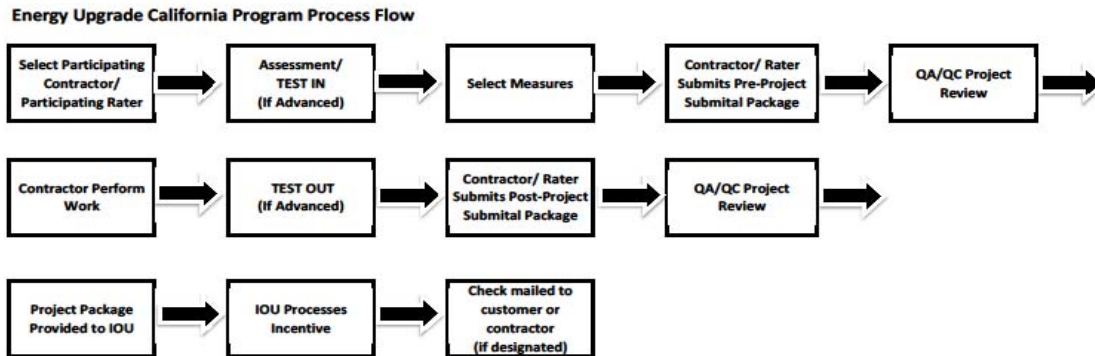 Energy Upgrade California Program Process Flow
Select Participating
Contractor/
Participating Rater
Assessment/
TEST IN
(If Advanced)
Select Measures
Contractor/ Rater
Submits Pre-Project
Submital Package
QA/QC Project
Review
Contractor Perform
Work
TEST OUT
(If Advanced)
Contractor/ Rater
Submits Post-Project
Submital Package
QA/QC Project
Review
Project Package
Provided to IOU
IOU Processes
Incentive
Check mailed to
customer or
contractor
(if designated)